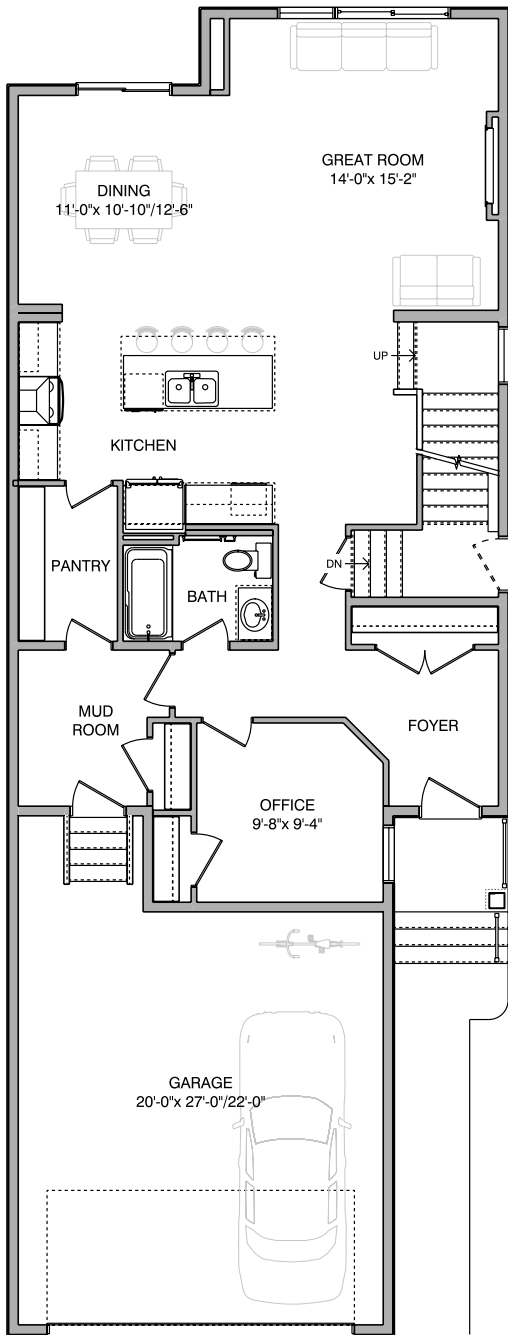 GREAT ROOM
14'-0"x 15'-2"
DINING
11'-0"x 10'-10"/12'-6"
UP
KITCHEN
PANTRY
BATH
DN
MUD
ROOM
FOYER
OFFICE
9'-8"x 9'-4"
GARAGE
20'-0"x 27'-0"/22'-0"